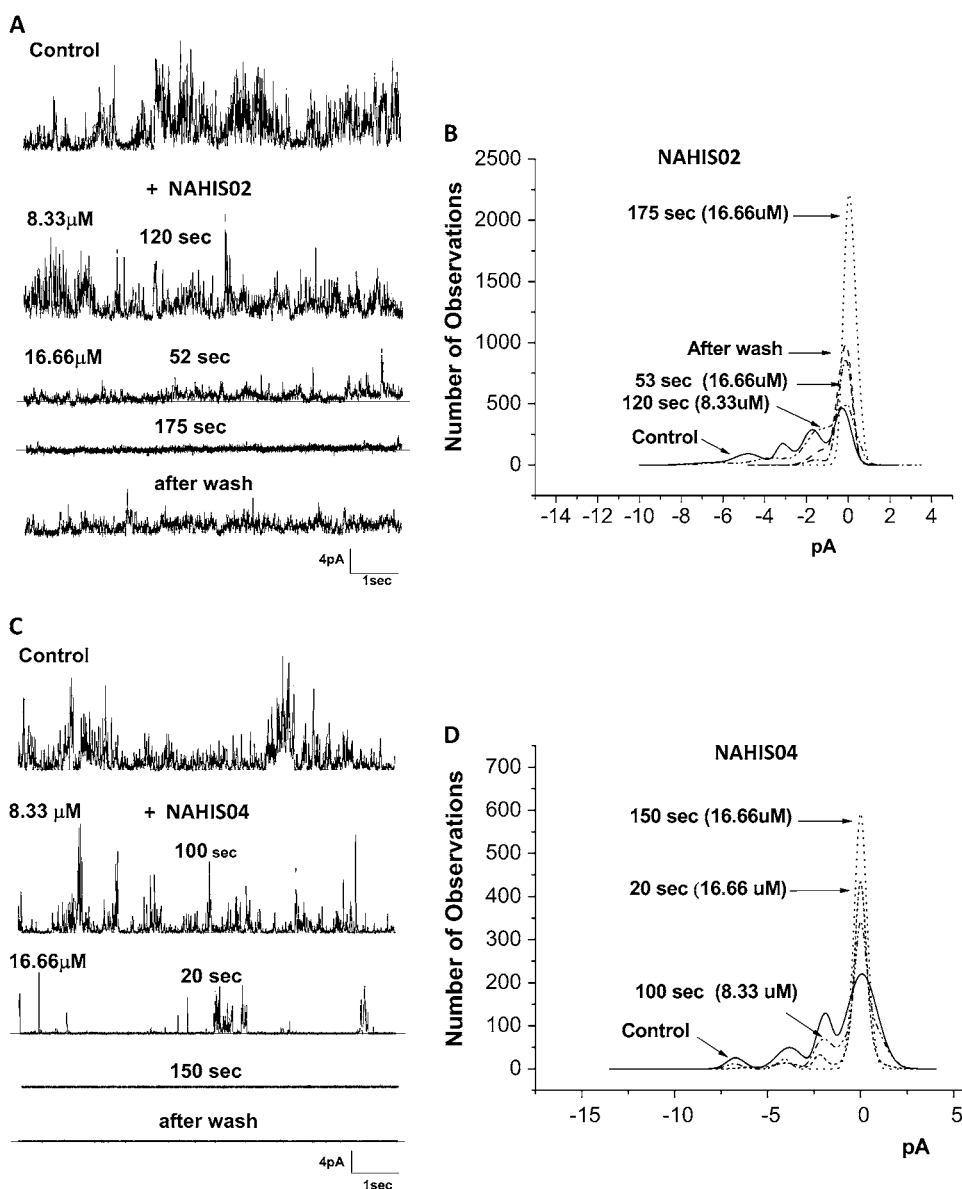 A
Control
+ NAHIS02
8.33µM
120 sec
16.66µM
52 sec
175 sec
after wash
4pA
1sec
B
NAHIS02
Number of Observations
2500
2000
1500
1000
500
0
175 sec (16.66uM)
After wash
53 sec (16.66uM)
120 sec (8.33uM)
Control
-14 -12 -10 -8 -6 -4 -2 0 2 4
pA
C
Control
8.33 µM
+ NAHIS04
100 sec
16.66µM
20 sec
150 sec
after wash
4pA
1sec
D
NAHIS04
Number of Observations
700
600
500
400
300
200
100
0
150 sec (16.66uM)
20 sec (16.66 uM)
100 sec (8.33 uM)
Control
-15 -10 -5 0 5
pA